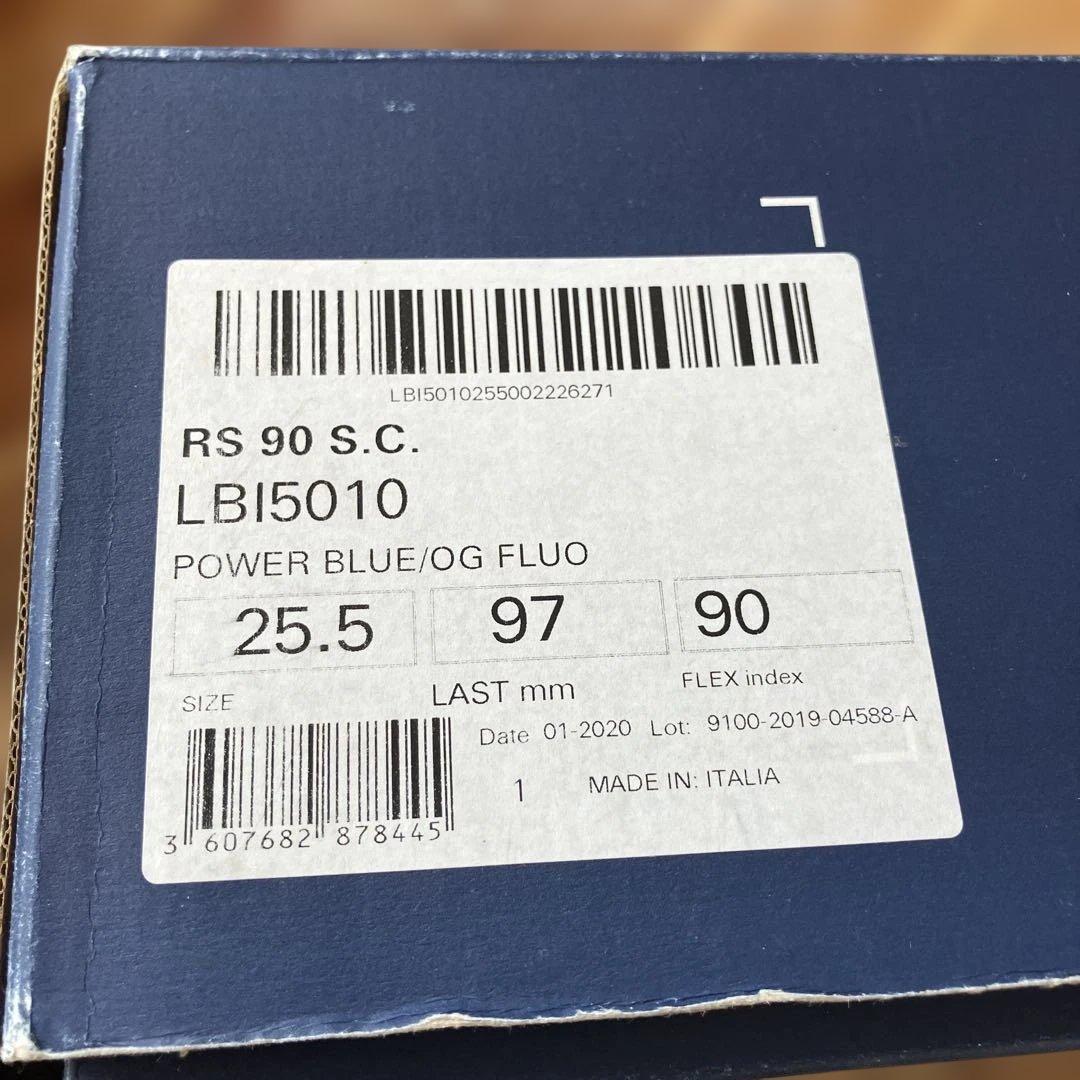 LBI5010255002226271
RS 90 S.C.
LBI5010
POWER BLUE/OG FLUO
25.5 97 90
SIZE LAST mm FLEX index
Date 01-2020 Lot: 9100-2019-04588-A
1 MADE IN: ITALIA
3 607682 878445